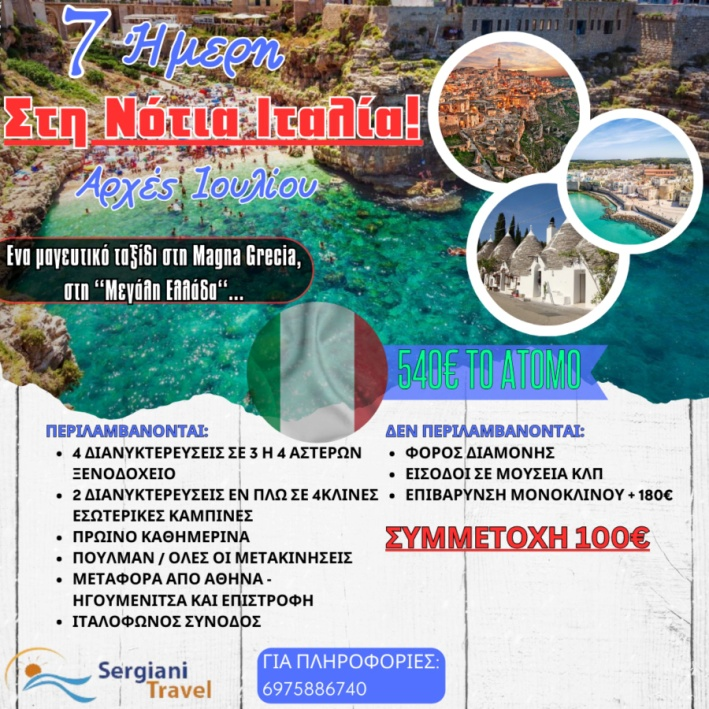 7 Ήμερη
Στη Νότια Ιταλία!
Αρχές Ιουλίου
Ένα μαγευτικό ταξίδι στη Magna Grecia,
στη “Μεγάλη Ελλάδα“...
540€ ΤΟ ΑΤΟΜΟ
ΠΕΡΙΛΑΜΒΑΝΟΝΤΑΙ:
• 4 ΔΙΑΝΥΚΤΕΡΕΥΣΕΙΣ ΣΕ 3 Η 4 ΑΣΤΕΡΩΝ
ΞΕΝΟΔΟΧΕΙΟ
• 2 ΔΙΑΝΥΚΤΕΡΕΥΣΕΙΣ ΕΝ ΠΛΩ ΣΕ 4ΚΛΙΝΕΣ
ΕΣΩΤΕΡΙΚΕΣ ΚΑΜΠΙΝΕΣ
• ΠΡΩΙΝΟ ΚΑΘΗΜΕΡΙΝΑ
• ΠΟΥΛΜΑΝ / ΟΛΕΣ ΟΙ ΜΕΤΑΚΙΝΗΣΕΙΣ
• ΜΕΤΑΦΟΡΑ ΑΠΟ ΑΘΗΝΑ -
ΗΓΟΥΜΕΝΙΤΣΑ ΚΑΙ ΕΠΙΣΤΡΟΦΗ
• ΙΤΑΛΟΦΩΝΟΣ ΣΥΝΟΔΟΣ
ΔΕΝ ΠΕΡΙΛΑΜΒΑΝΟΝΤΑΙ:
• ΦΟΡΟΣ ΔΙΑΜΟΝΗΣ
• ΕΙΣΟΔΟΙ ΣΕ ΜΟΥΣΕΙΑ ΚΛΠ
• ΕΠΙΒΑΡΥΝΣΗ ΜΟΝΟΚΛΙΝΟΥ + 180€
ΣΥΜΜΕΤΟΧΗ 100€
Sergiani
Travel
ΓΙΑ ΠΛΗΡΟΦΟΡΙΕΣ:
6975886740